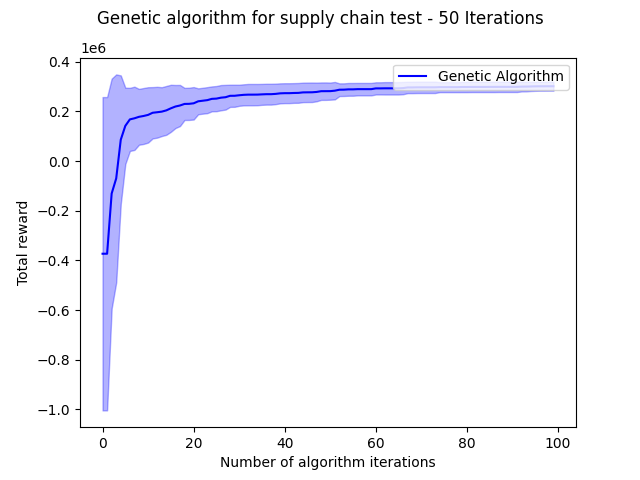 Genetic algorithm for supply chain test - 50 Iterations
1e6
0.4
0.2
0.0
−0.2
−0.4
−0.6
−0.8
−1.0
Total reward
Genetic Algorithm
0 20 40 60 80 100
Number of algorithm iterations